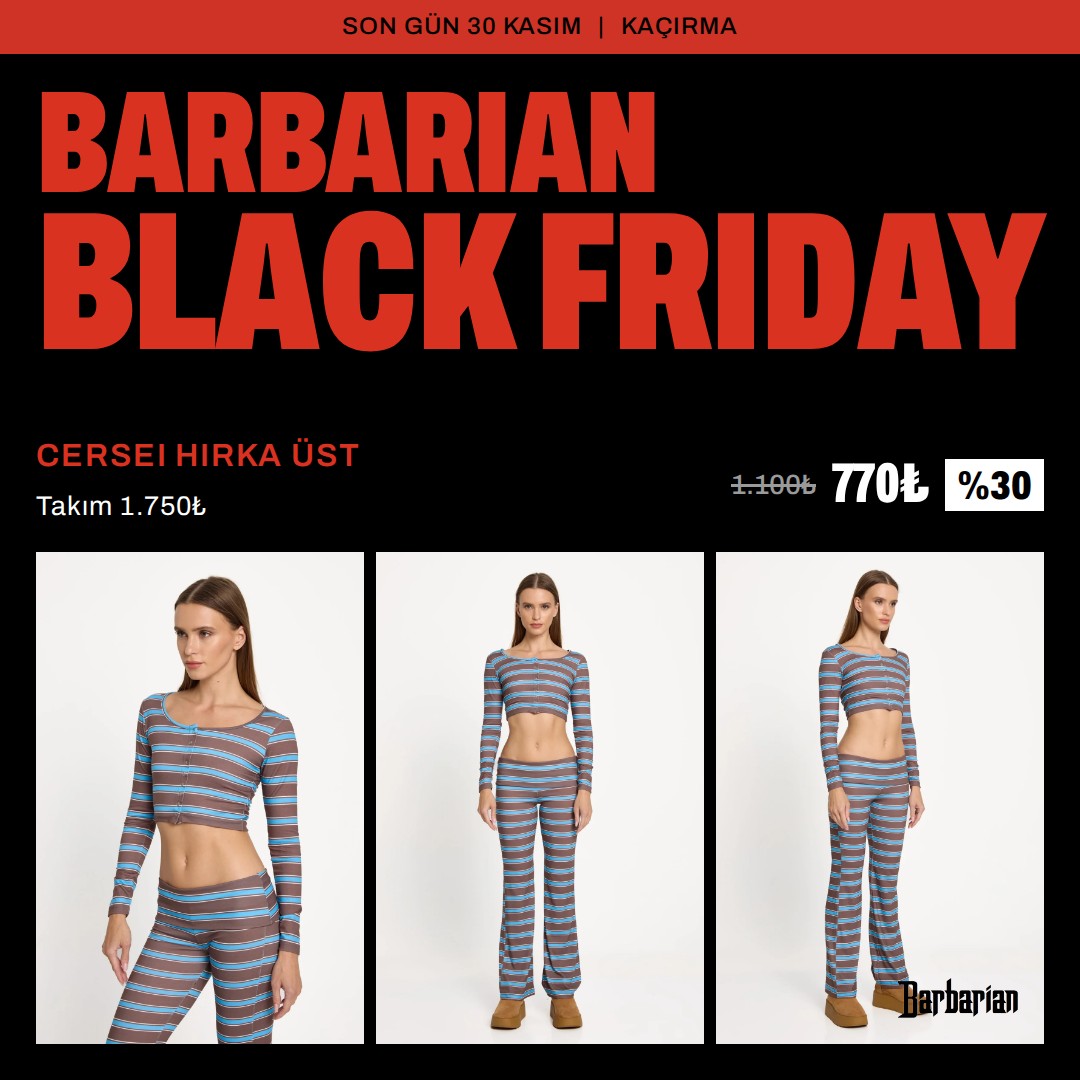 SON GÜN 30 KASIM | KAÇIRMA
BARBARIAN
BLACK FRIDAY
CERSEI HIRKA ÜST
Takım 1.750₺
1.100₺ 770₺ %30
Barbarian